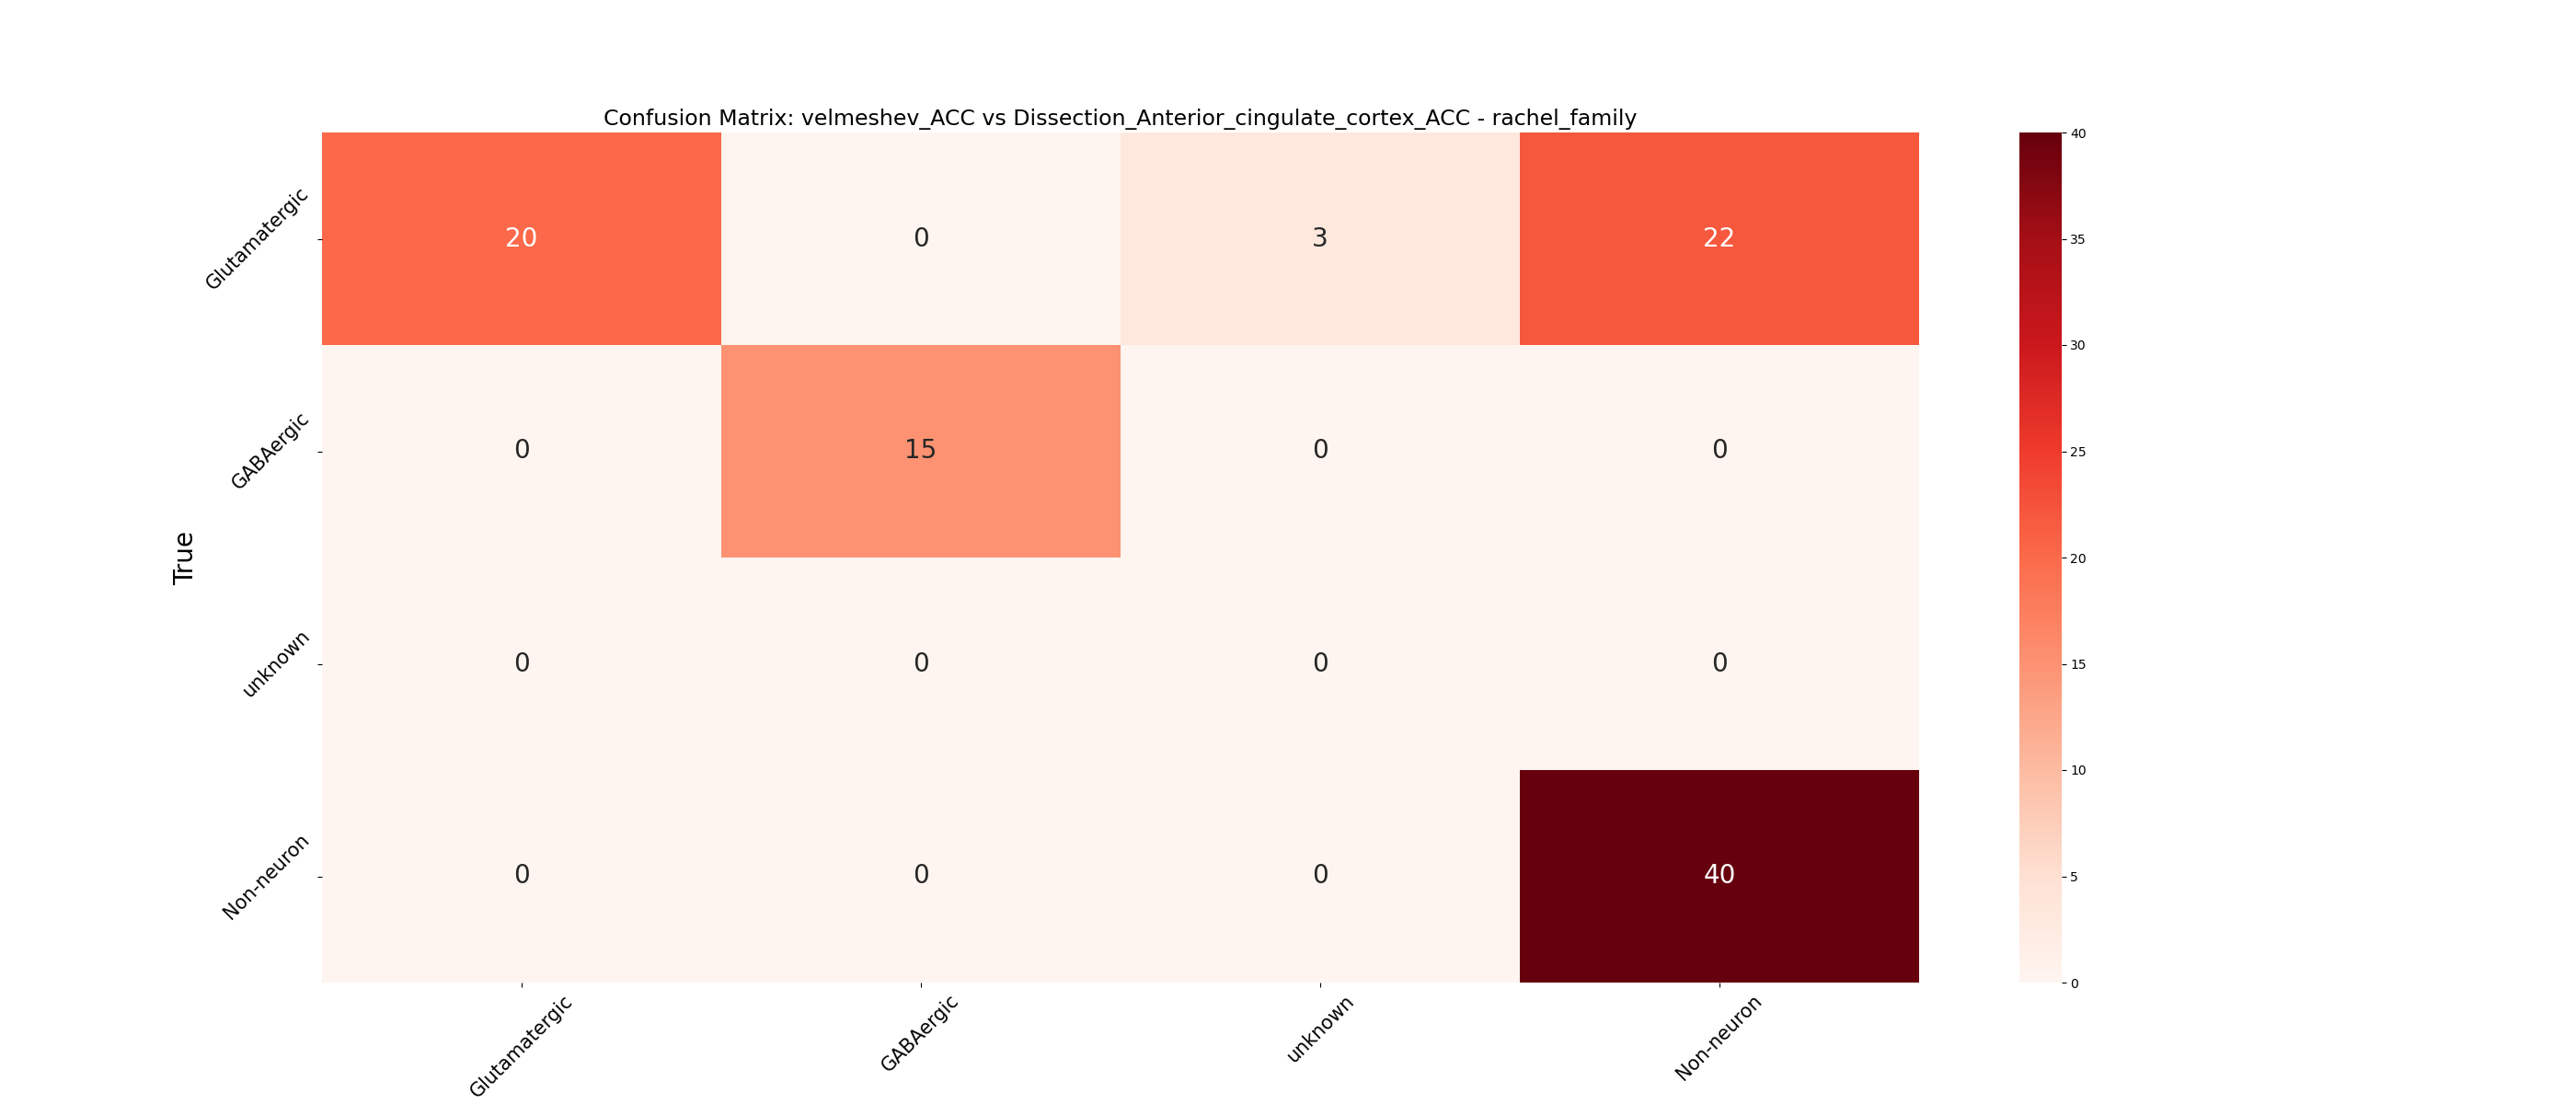 Confusion Matrix: velmeshev_ACC vs Dissection_Anterior_cingulate_cortex_ACC - rachel_family
True
Glutamatergic 20 0 3 22
GABAergic 0 15 0 0
unknown 0 0 0 0
Non-neuron 0 0 0 40
Glutamatergic GABAergic unknown Non-neuron
40
35
30
25
20
15
10
5
0